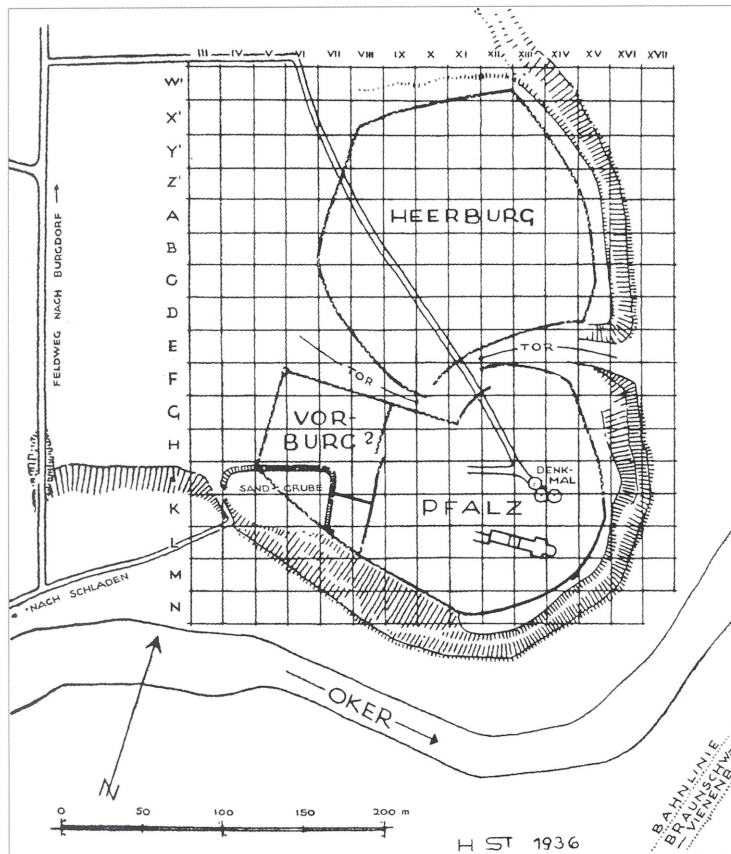 III IV V VI VII VIII IX X XI XII XIII XIV XV XVI XVII
W'
X'
Y'
Z'
A
B
C
D
E
F
G
H
K
L
M
N
HEERBURG
FELDWEG NACH BURGDORF
TOR
TOR
VOR-
BURG?
SAND-GRUBE
DENK-
MAL
PFALZ
NACH SCHLADEN
OKER
N
0 50 100 150 200 m
H ST 1936
BAHNLINIE
BRAUNSCHW
– VIENENB